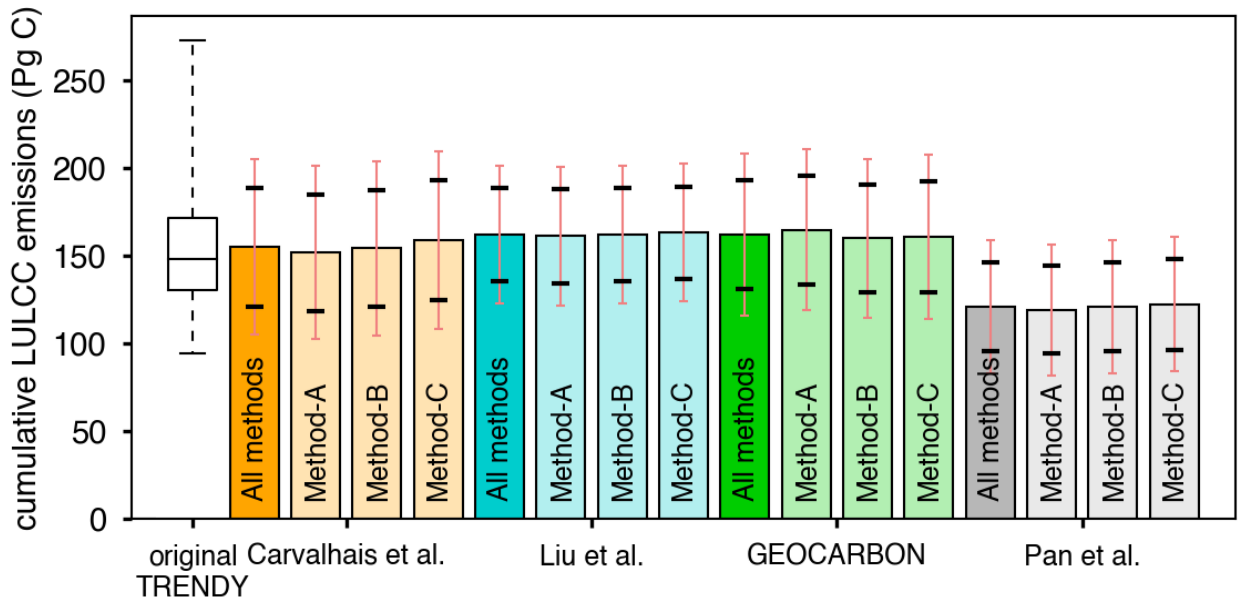 cumulative LULCC emissions (Pg C)
250
200
150
100
50
0
All methods
Method-A
Method-B
Method-C
All methods
Method-A
Method-B
Method-C
All methods
Method-A
Method-B
Method-C
All methods
Method-A
Method-B
Method-C
original
TRENDY
Carvalhais et al.
Liu et al.
GEOCARBON
Pan et al.